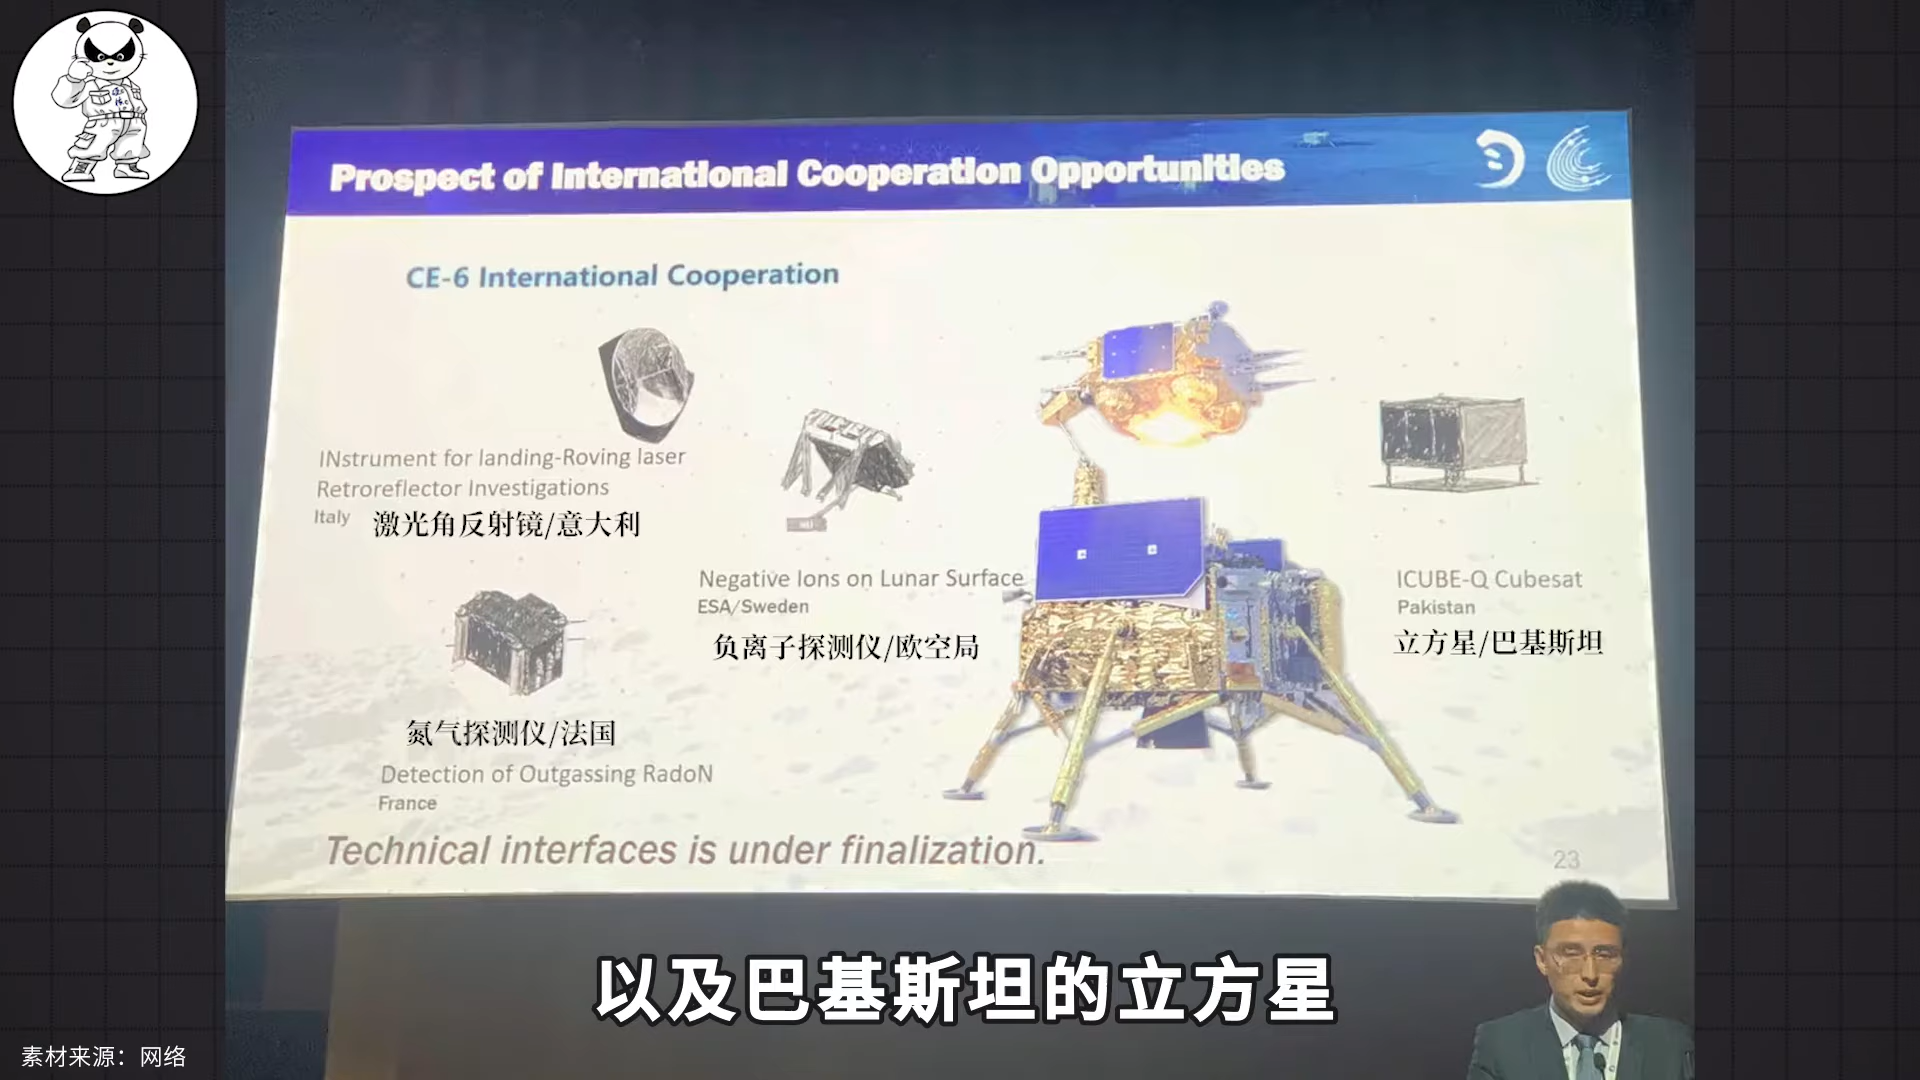 Prospect of International Cooperation Opportunities
CE-6 International Cooperation
INstrument for landing-Roving laser
Retroreflector Investigations
Italy
激光角反射镜/意大利
Negative Ions on Lunar Surface
ESA/Sweden
负离子探测仪/欧空局
ICUBE-Q Cubesat
Pakistan
立方星/巴基斯坦
氮气探测仪/法国
Detection of Outgassing RadoN
France
Technical interfaces is under finalization.
23
以及巴基斯坦的立方星
素材来源：网络